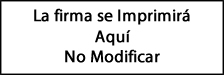 La firma se Imprimirá
Aquí
No Modificar